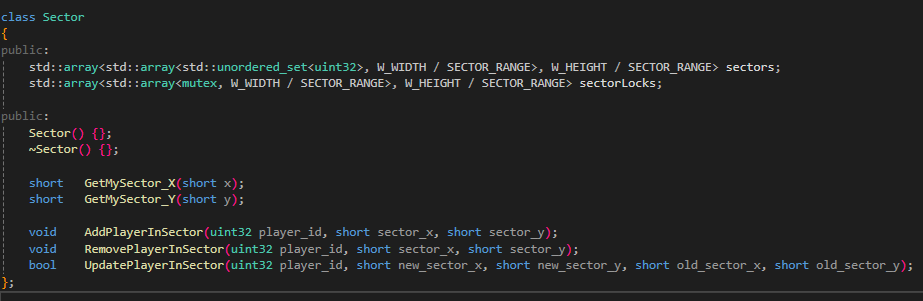 class Sector
{
public:
    std::array<std::array<std::unordered_set<uint32>, W_WIDTH / SECTOR_RANGE>, W_HEIGHT / SECTOR_RANGE> sectors;
    std::array<std::array<mutex, W_WIDTH / SECTOR_RANGE>, W_HEIGHT / SECTOR_RANGE> sectorLocks;
public:
    Sector() {};
    ~Sector() {};
    short   GetMySector_X(short x);
    short   GetMySector_Y(short y);
    void    AddPlayerInSector(uint32 player_id, short sector_x, short sector_y);
    void    RemovePlayerInSector(uint32 player_id, short sector_x, short sector_y);
    bool    UpdatePlayerInSector(uint32 player_id, short new_sector_x, short new_sector_y, short old_sector_x, short old_sector_y);
};